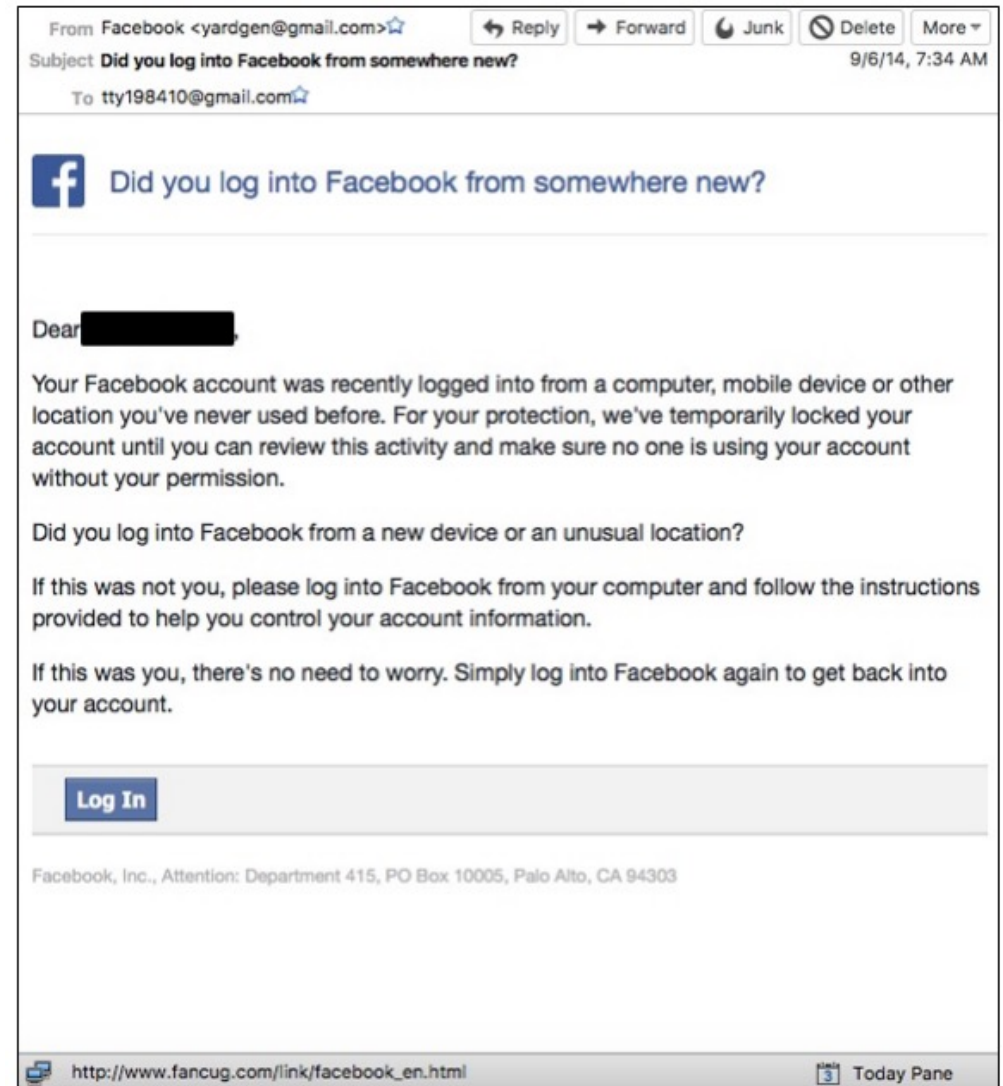 From Facebook <yardgen@gmail.com> Reply Forward Junk Delete More
Subject Did you log into Facebook from somewhere new? 9/6/14, 7:34 AM
To tty198410@gmail.com
f Did you log into Facebook from somewhere new?
Dear ,
Your Facebook account was recently logged into from a computer, mobile device or other
location you've never used before. For your protection, we've temporarily locked your
account until you can review this activity and make sure no one is using your account
without your permission.
Did you log into Facebook from a new device or an unusual location?
If this was not you, please log into Facebook from your computer and follow the instructions
provided to help you control your account information.
If this was you, there's no need to worry. Simply log into Facebook again to get back into
your account.
Log In
Facebook, Inc., Attention: Department 415, PO Box 10005, Palo Alto, CA 94303
http://www.fancug.com/link/facebook_en.html 3 Today Pane